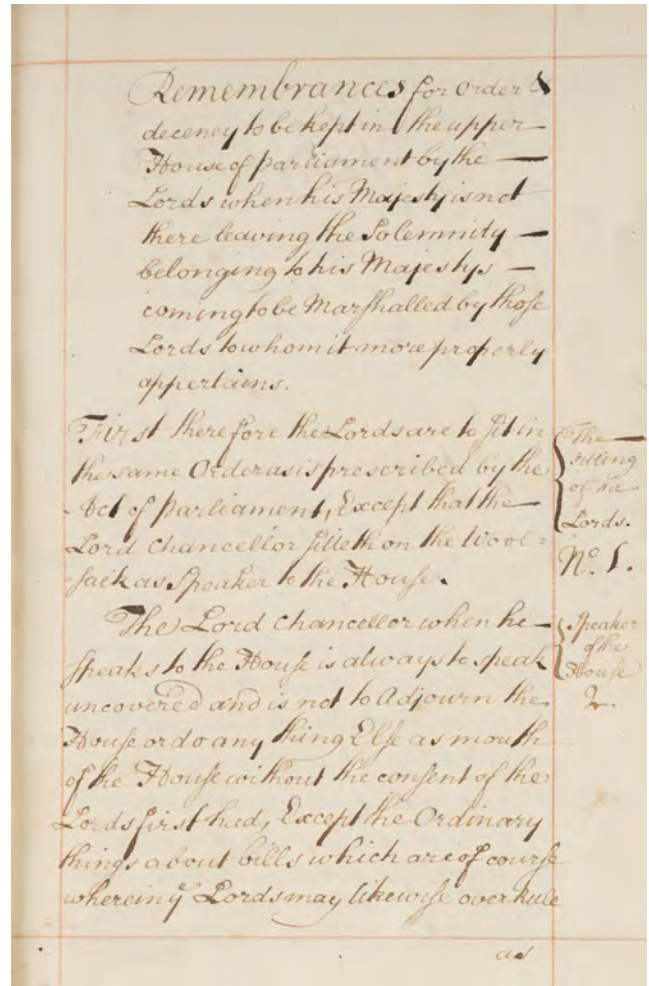 Remembrances for order &
decency to be kept in the upper
House of parliament by the
Lords when his Majesty is not
there leaving the Solemnity
belonging to his Majestys
coming to be Marshalled by those
Lords to whom it more properly
appertains.
First therefore the Lords are to sit in
the same Order as is prescribed by the
Act of Parliament, Except that the
Lord Chancellor sitteth on the Wool=
sack as Speaker to the House.
The
sitting
of the
Lords.
No. 1.
The Lord Chancellor when he
speaks to the House is always to speak
uncovered and is not to Adjourn the
House or do any thing Else as mouth
of the House without the consent of the
Lords first had, Except the Ordinary
things about bills which are of course
wherein ye Lords may likewise over rule
Speaker
of the
House
2.
as